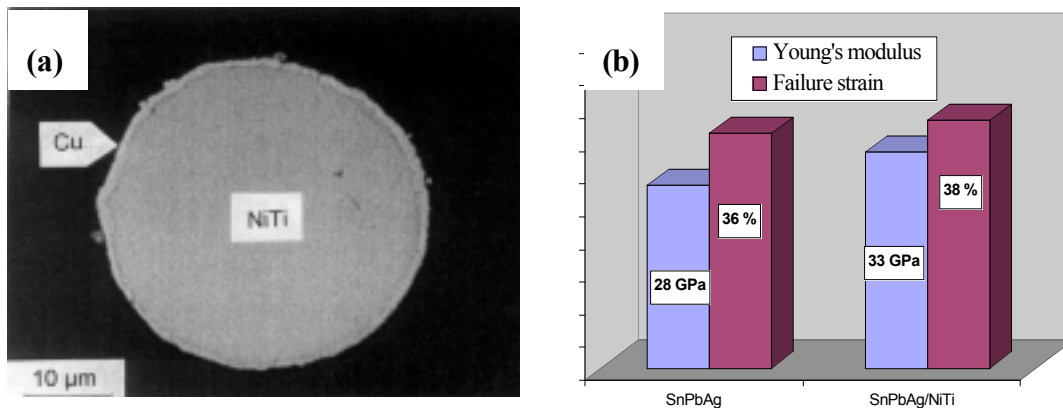 (a)
Cu
NiTi
10 µm
(b)
Young's modulus
Failure strain
28 GPa
36 %
33 GPa
38 %
SnPbAg
SnPbAg/NiTi